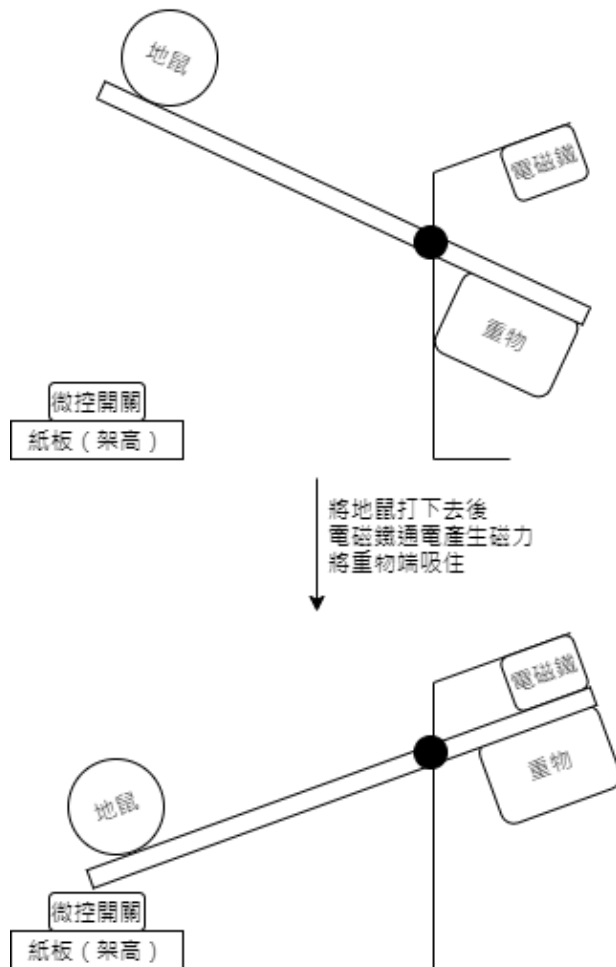 地鼠
電磁鐵
重物
微控開關
紙板（架高）
將地鼠打下去後
電磁鐵通電產生磁力
將重物端吸住
電磁鐵
重物
地鼠
微控開關
紙板（架高）